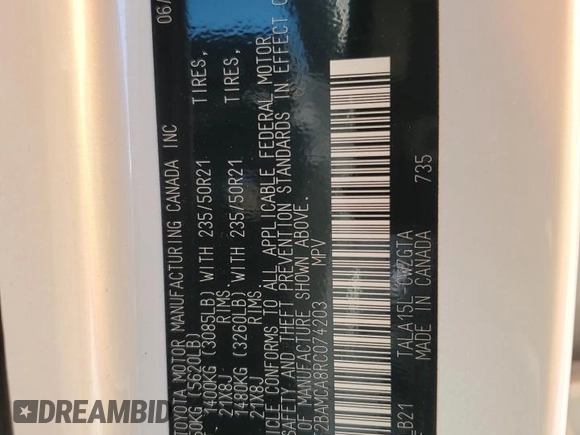 06/
TOYOTA MOTOR MANUFACTURING CANADA INC
(5620LB)
1400KG (3085LB) WITH 235/50R21 TIRES,
21X8J RIMS.
1480KG (3260LB) WITH 235/50R21 TIRES,
21X8J RIMS.
CONFORMS TO ALL APPLICABLE FEDERAL MOTOR
SAFETY AND THEFT PREVENTION STANDARDS IN EFFECT
OF MANUFACTURE SHOWN ABOVE.
2BAMCA8RC074203 MPV
TALA15L-CWZGTA
B21 MADE IN CANADA 735
DREAMBID